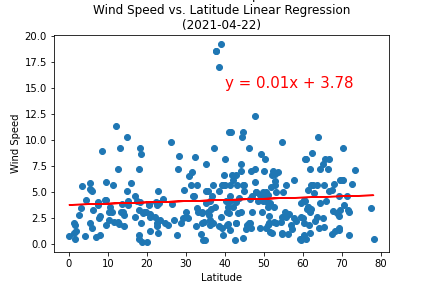 Wind Speed vs. Latitude Linear Regression
(2021-04-22)
20.0
17.5
15.0
12.5
10.0
7.5
5.0
2.5
0.0
Wind Speed
y = 0.01x + 3.78
0 10 20 30 40 50 60 70 80
Latitude